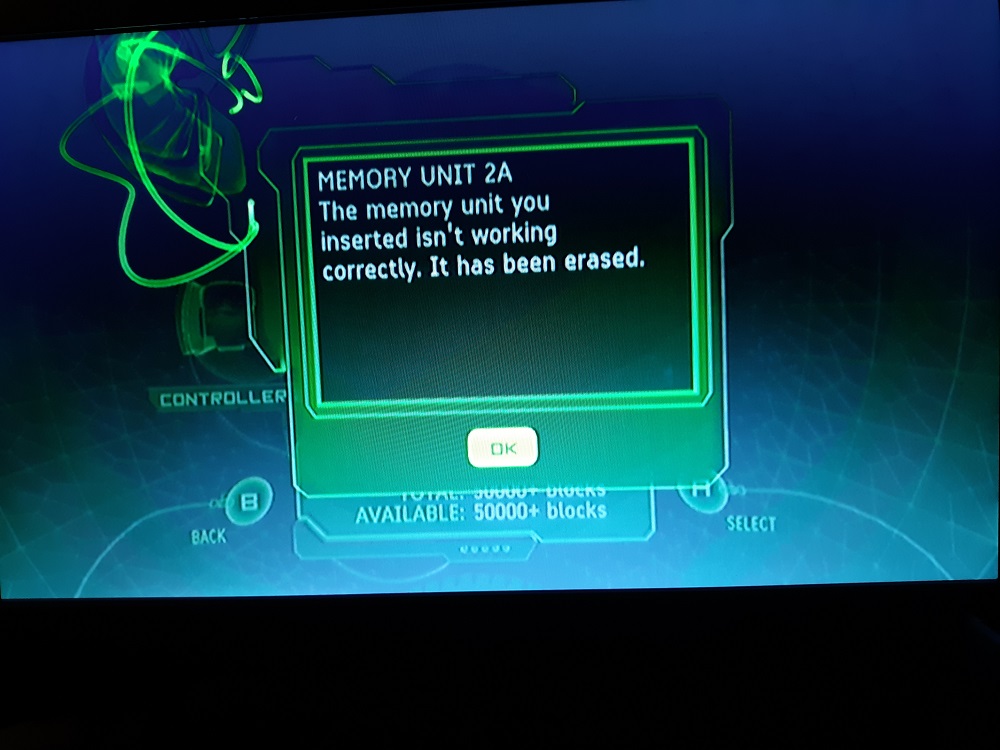 MEMORY UNIT 2A
The memory unit you
inserted isn't working
correctly. It has been erased.
CONTROLLER
OK
TOTAL: 50000+ blocks
B
AVAILABLE: 50000+ blocks
BACK
SELECT